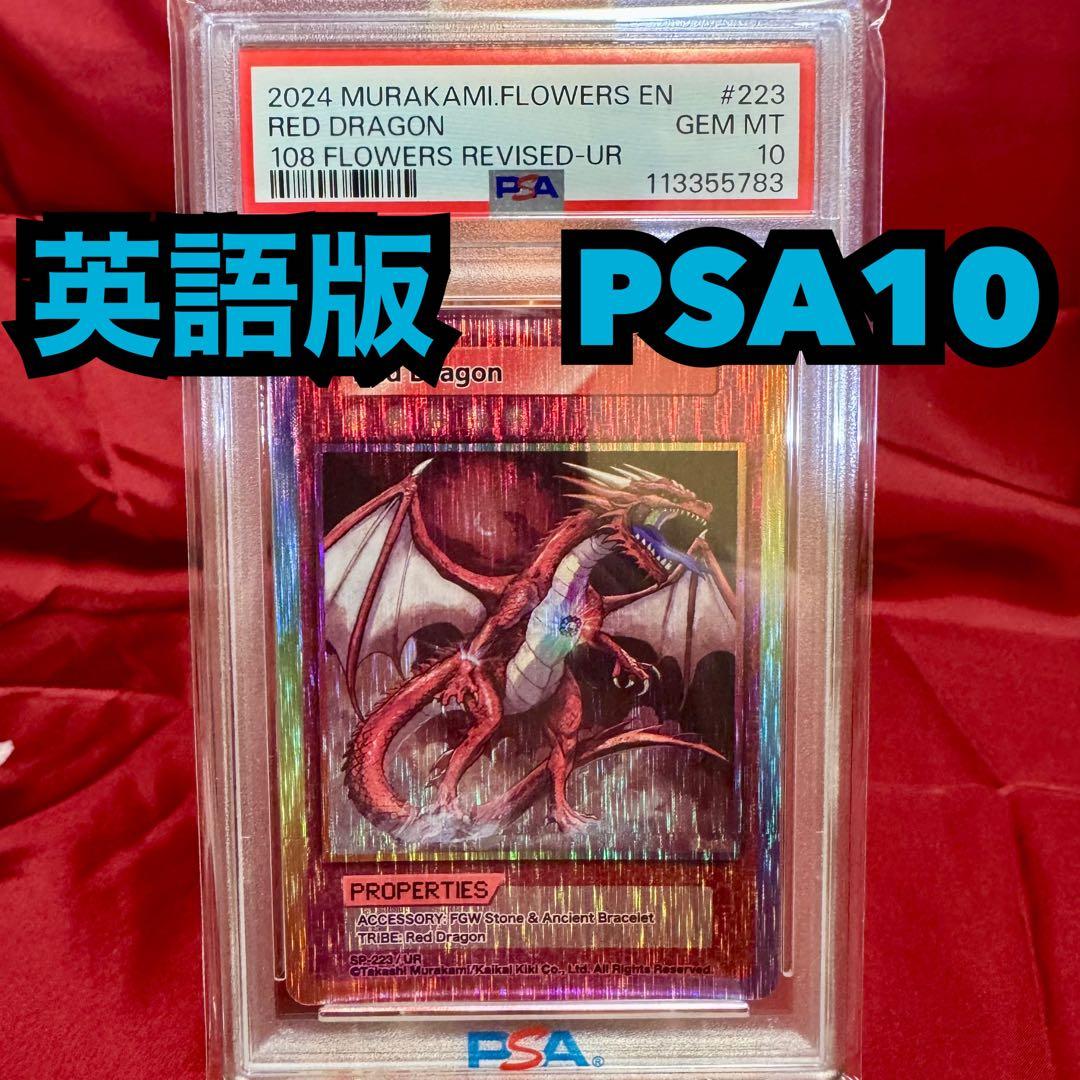 2024 MURAKAMI.FLOWERS EN #223
RED DRAGON GEM MT
108 FLOWERS REVISED-UR 10
PSA 113355783
英語版 PSA10
Dragon
PROPERTIES
ACCESSORY: FGW Stone & Ancient Bracelet
TRIBE: Red Dragon
SP-223 / UR
©Takashi Murakami/Kaikai Kiki Co., Ltd. All Rights Reserved.
PSA®